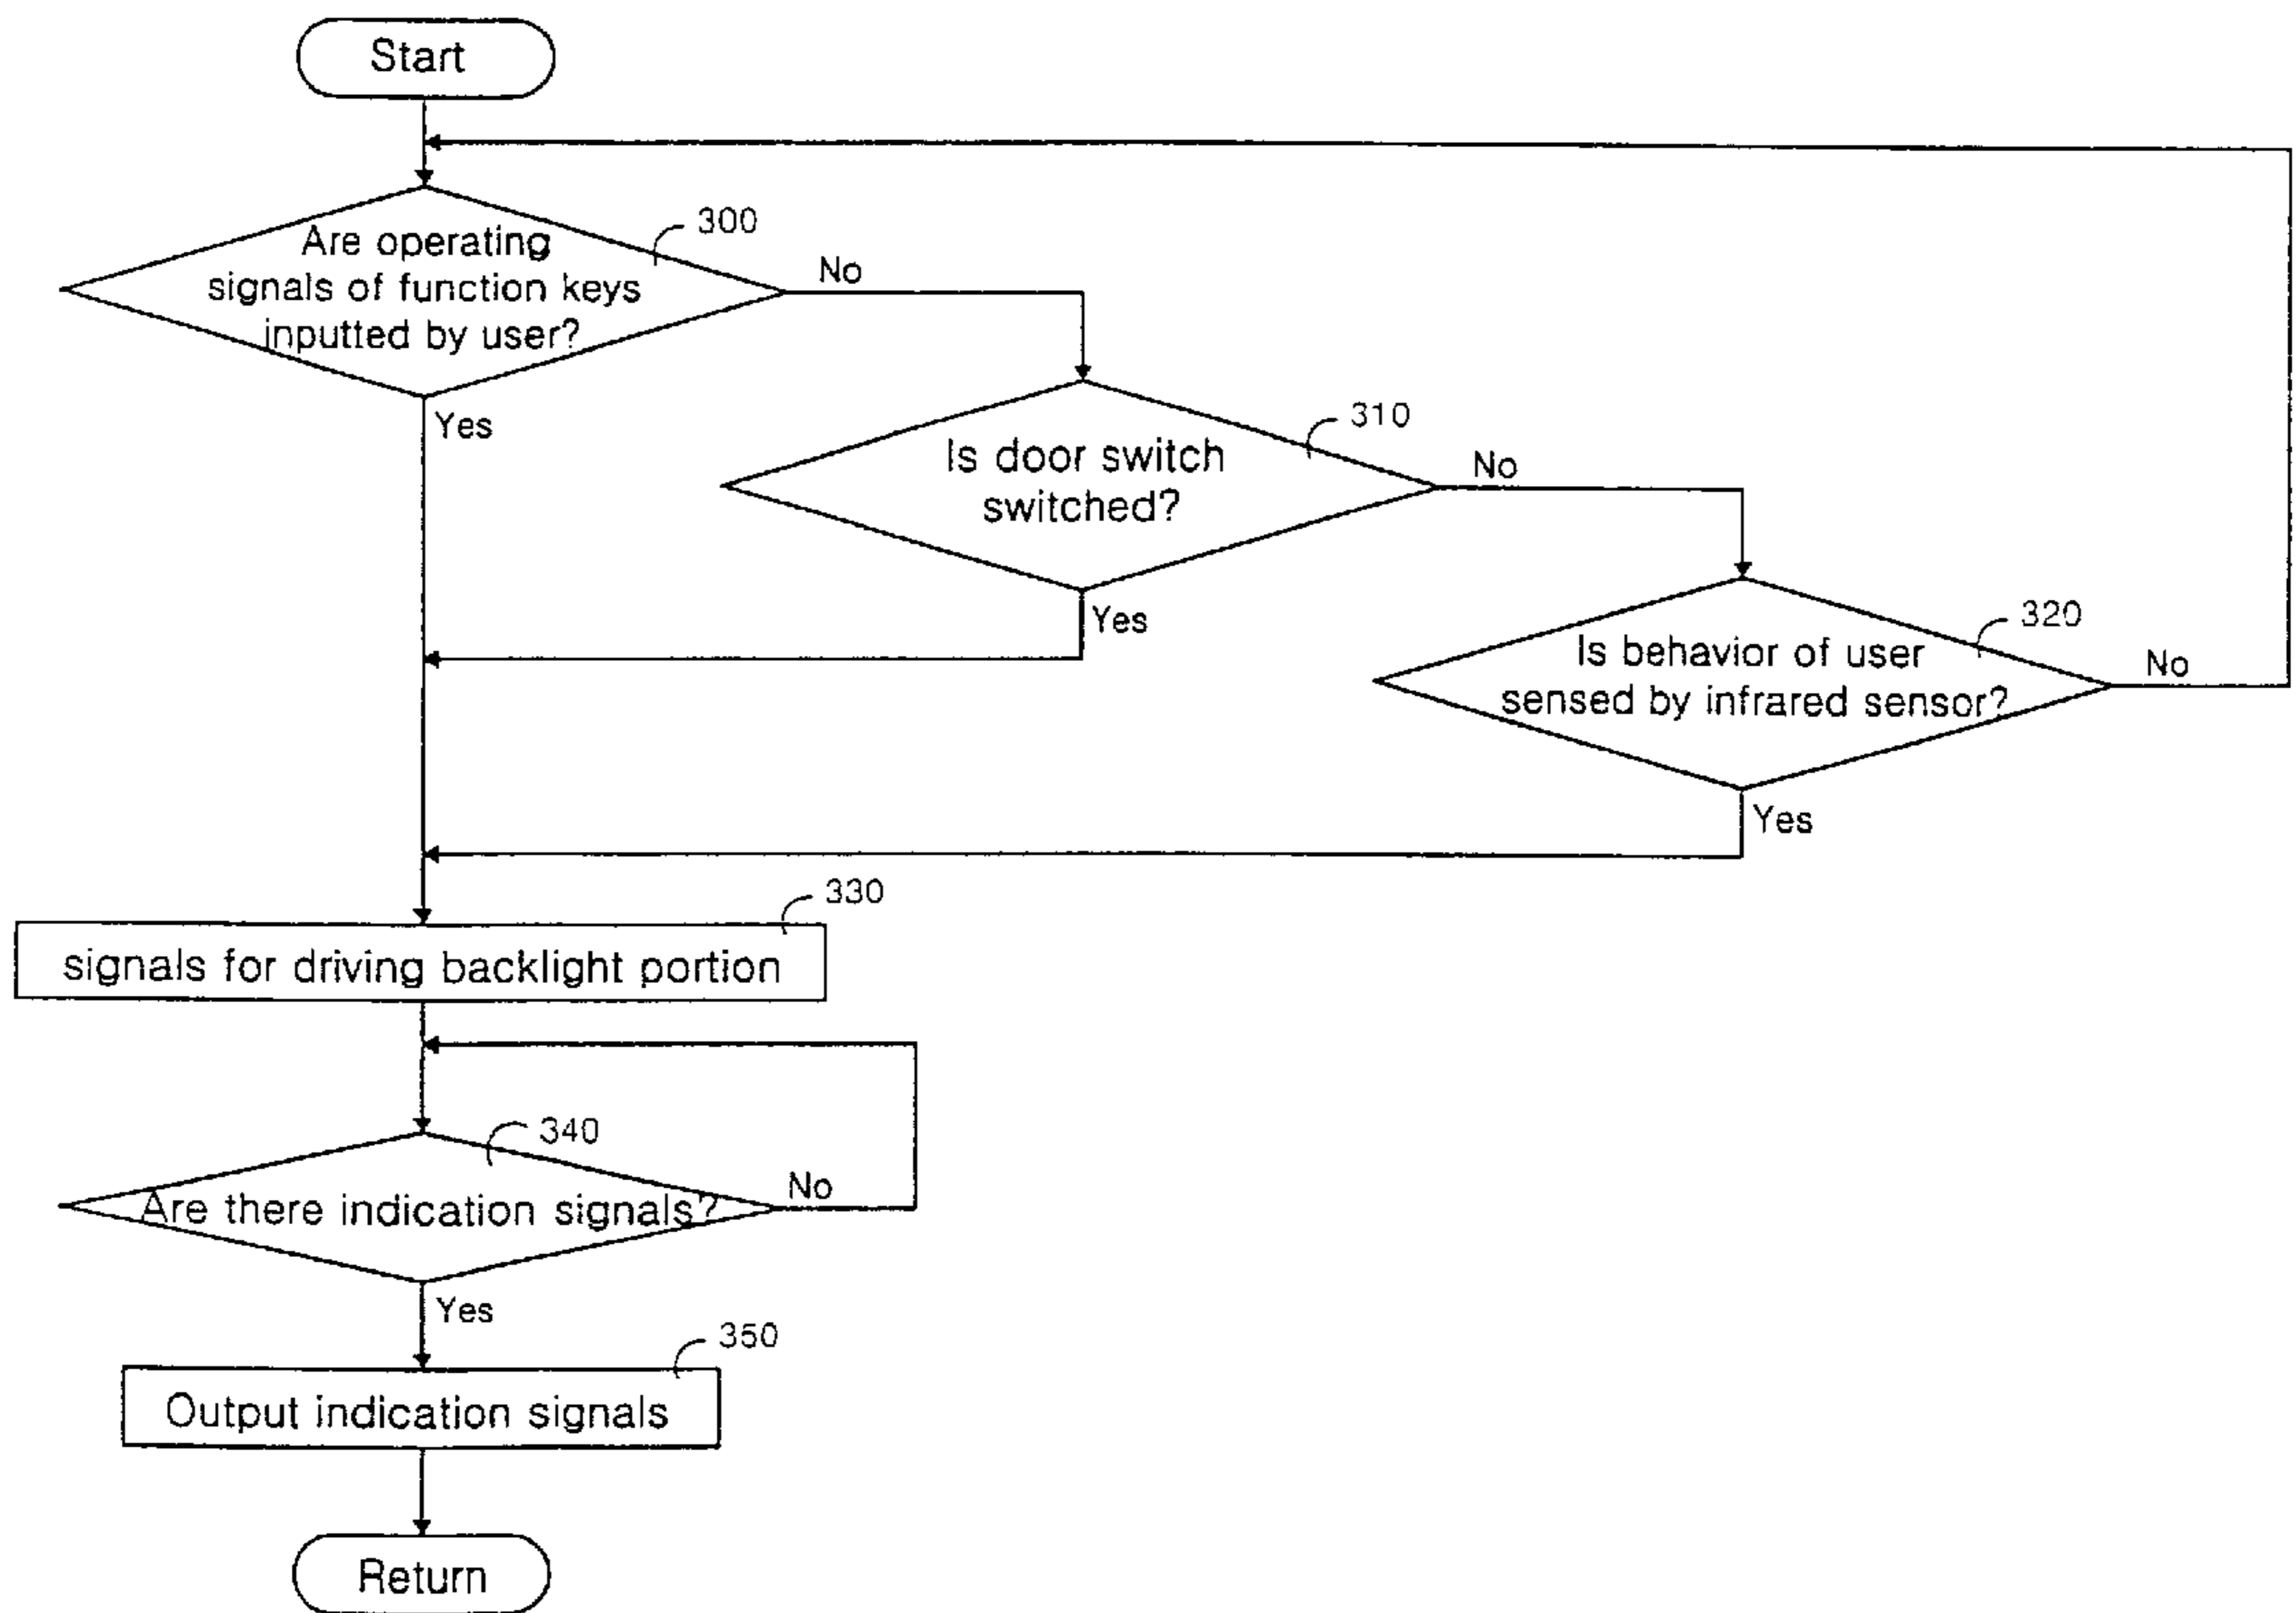 Start
300
Are operating
signals of function keys
inputted by user?
No
Yes
310
Is door switch
switched?
No
Yes
320
Is behavior of user
sensed by infrared sensor?
No
Yes
330
signals for driving backlight portion
340
Are there indication signals?
No
Yes
350
Output indication signals
Return